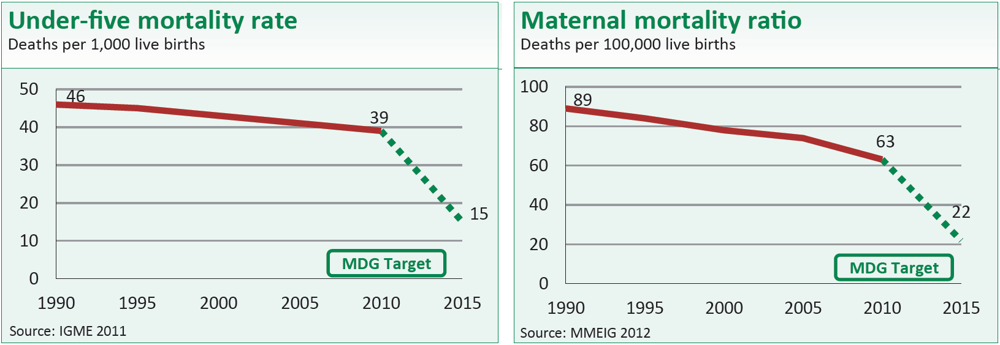 Under-five mortality rate
Deaths per 1,000 live births
50
40
30
20
10
0
46
39
15
MDG Target
1990 1995 2000 2005 2010 2015
Source: IGME 2011
Maternal mortality ratio
Deaths per 100,000 live births
100
80
60
40
20
0
89
63
22
MDG Target
1990 1995 2000 2005 2010 2015
Source: MMEIG 2012